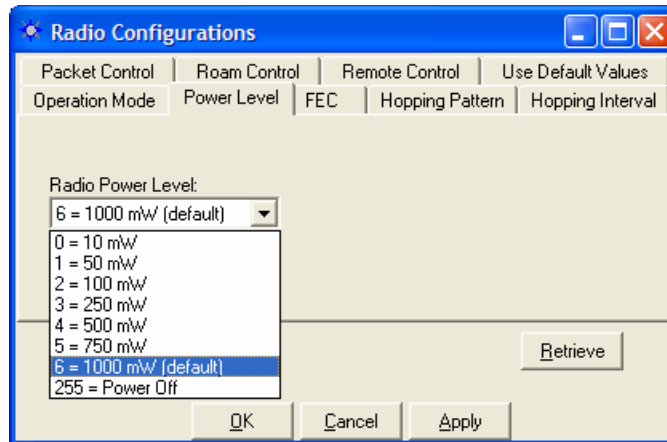 Radio Configurations
Packet Control Roam Control Remote Control Use Default Values
Operation Mode Power Level FEC Hopping Pattern Hopping Interval
Radio Power Level:
6 = 1000 mW (default)
0 = 10 mW
1 = 50 mW
2 = 100 mW
3 = 250 mW
4 = 500 mW
5 = 750 mW
6 = 1000 mW (default)
255 = Power Off
Retrieve
OK Cancel Apply